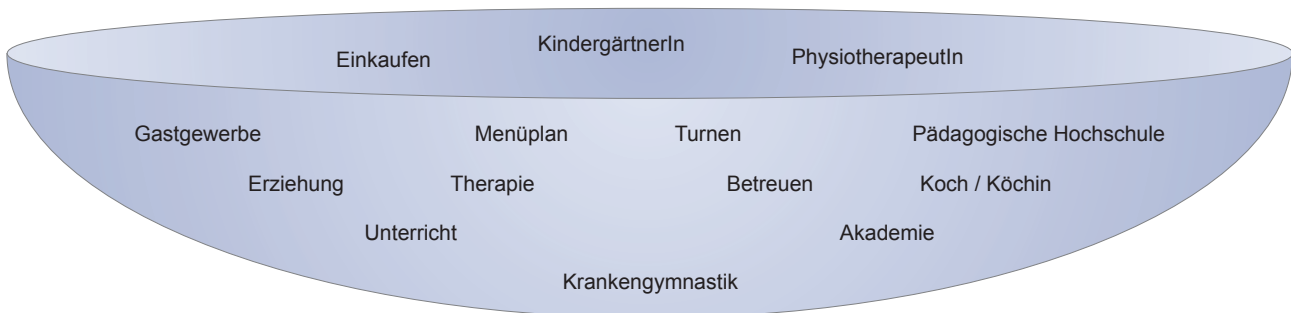 KindergärtnerIn
Einkaufen
PhysiotherapeutIn
Gastgewerbe
Menüplan
Turnen
Pädagogische Hochschule
Erziehung
Therapie
Betreuen
Koch / Köchin
Unterricht
Akademie
Krankengymnastik